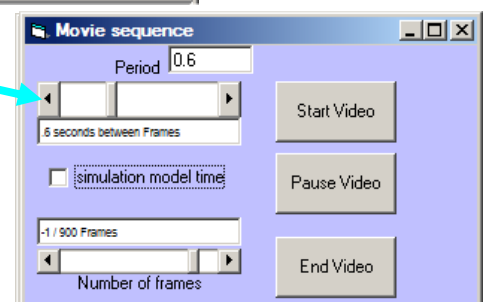 Movie sequence
Period 0.6
Start Video
.6 seconds between Frames
simulation model time
Pause Video
-1 / 900 Frames
End Video
Number of frames